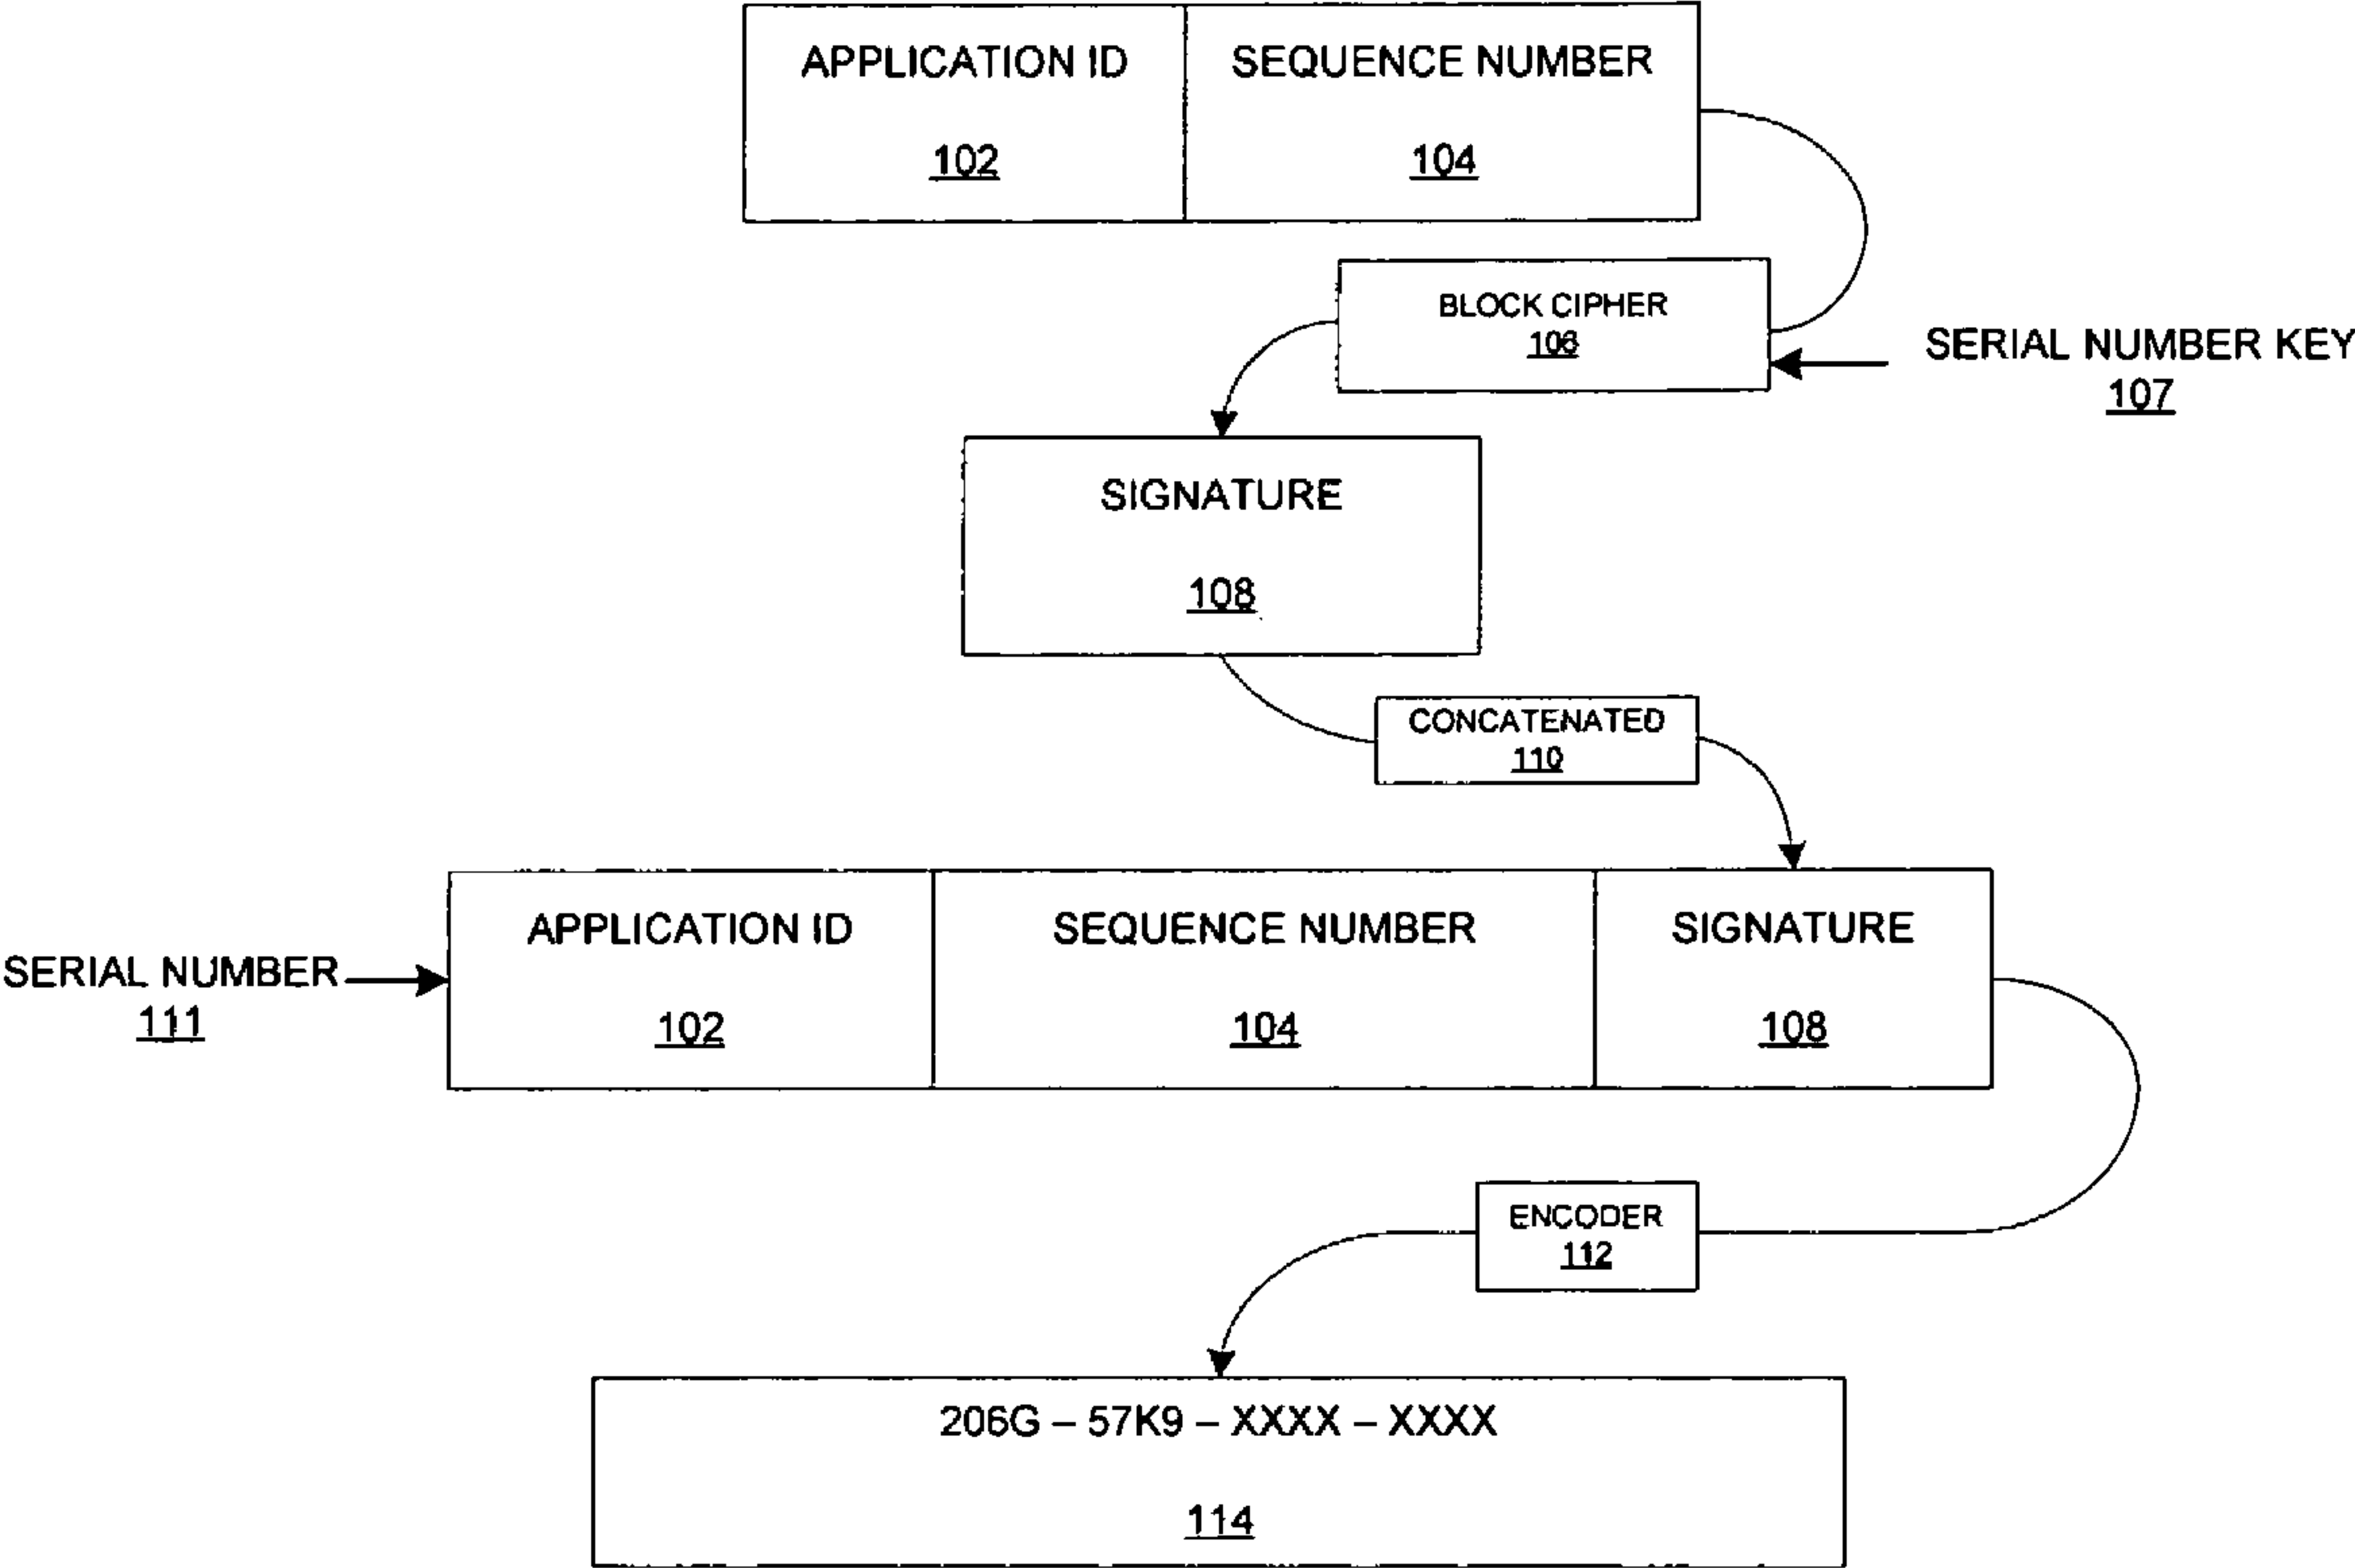 APPLICATION ID
SEQUENCE NUMBER
102
104
BLOCK CIPHER
106
SERIAL NUMBER KEY
107
SIGNATURE
108
CONCATENATED
110
APPLICATION ID
SEQUENCE NUMBER
SIGNATURE
SERIAL NUMBER
111
102
104
108
ENCODER
112
206G – 57K9 – XXXX – XXXX
114